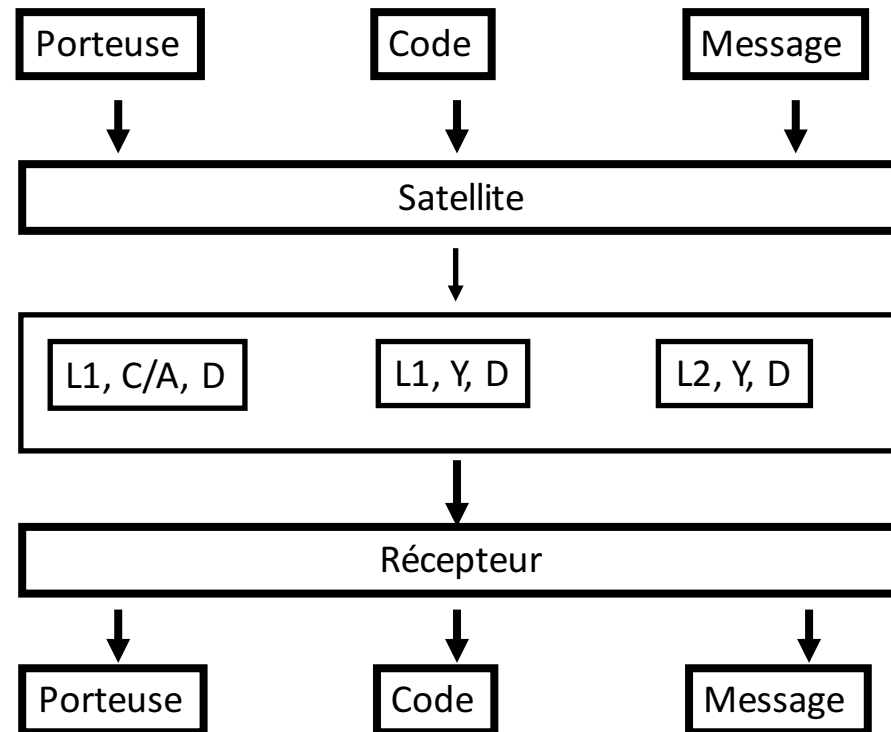 Porteuse Code Message
Satellite
L1, C/A, D L1, Y, D L2, Y, D
Récepteur
Porteuse Code Message